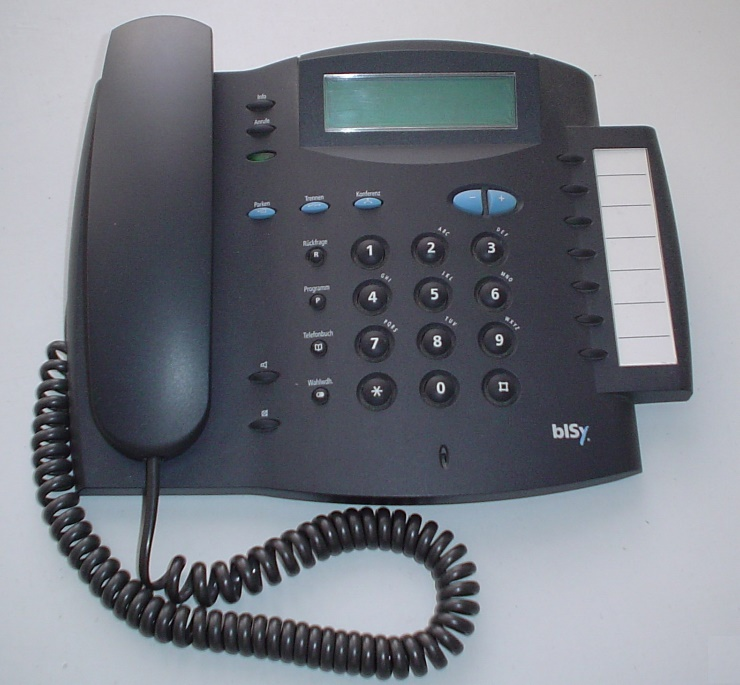 Info
Anrufe
Parken
Trennen
Konferenz
− +
Rückfrage
R
1
ABC
2
DEF
3
Programm
P
GHI
4
JKL
5
MNO
6
Telefonbuch
PQRS
7
TUV
8
WXYZ
9
Wahlwdh.
*
0
bISy.